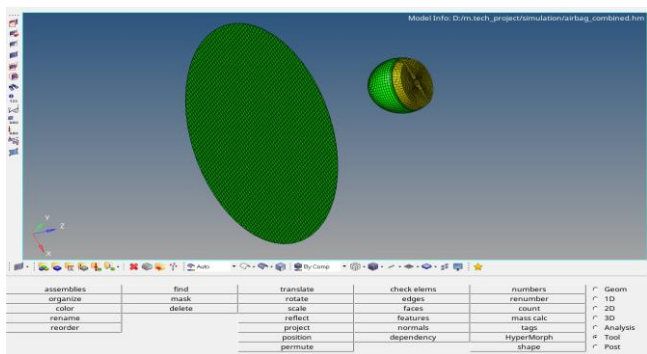 Model Info: D:/m.tech_project/simulation/airbag_combined.hm
Y
Z
X
Auto
By Comp
assemblies find translate check elems numbers Geom
organize mask rotate edges renumber 1D
color delete scale faces count 2D
rename reflect features mass calc 3D
reorder project normals tags Analysis
position dependency HyperMorph Tool
permute shape Post